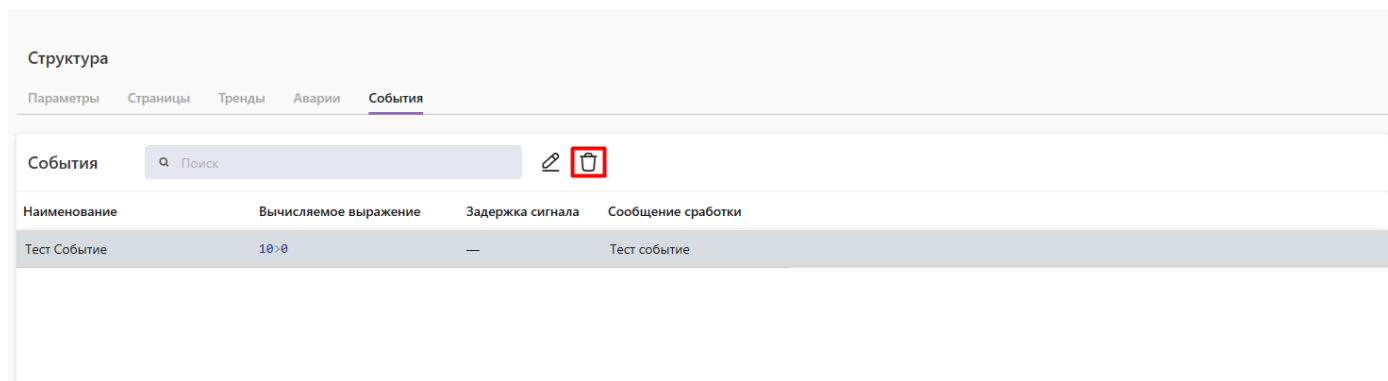 Структура
Параметры Страницы Тренды Аварии События
События Поиск
Наименование Вычисляемое выражение Задержка сигнала Сообщение сработки
Тест Событие 10>0 — Тест событие